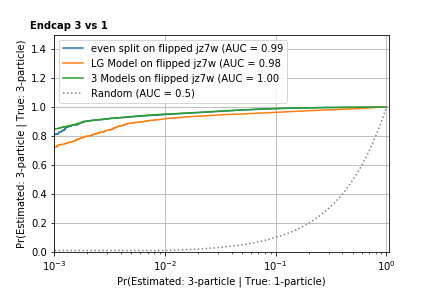 Endcap 3 vs 1
even split on flipped jz7w (AUC = 0.99
LG Model on flipped jz7w (AUC = 0.98
3 Models on flipped jz7w (AUC = 1.00
Random (AUC = 0.5)
Pr(Estimated: 3-particle | True: 3-particle)
1.4
1.2
1.0
0.8
0.6
0.4
0.2
0.0
10⁻³
10⁻²
10⁻¹
10⁰
Pr(Estimated: 3-particle | True: 1-particle)